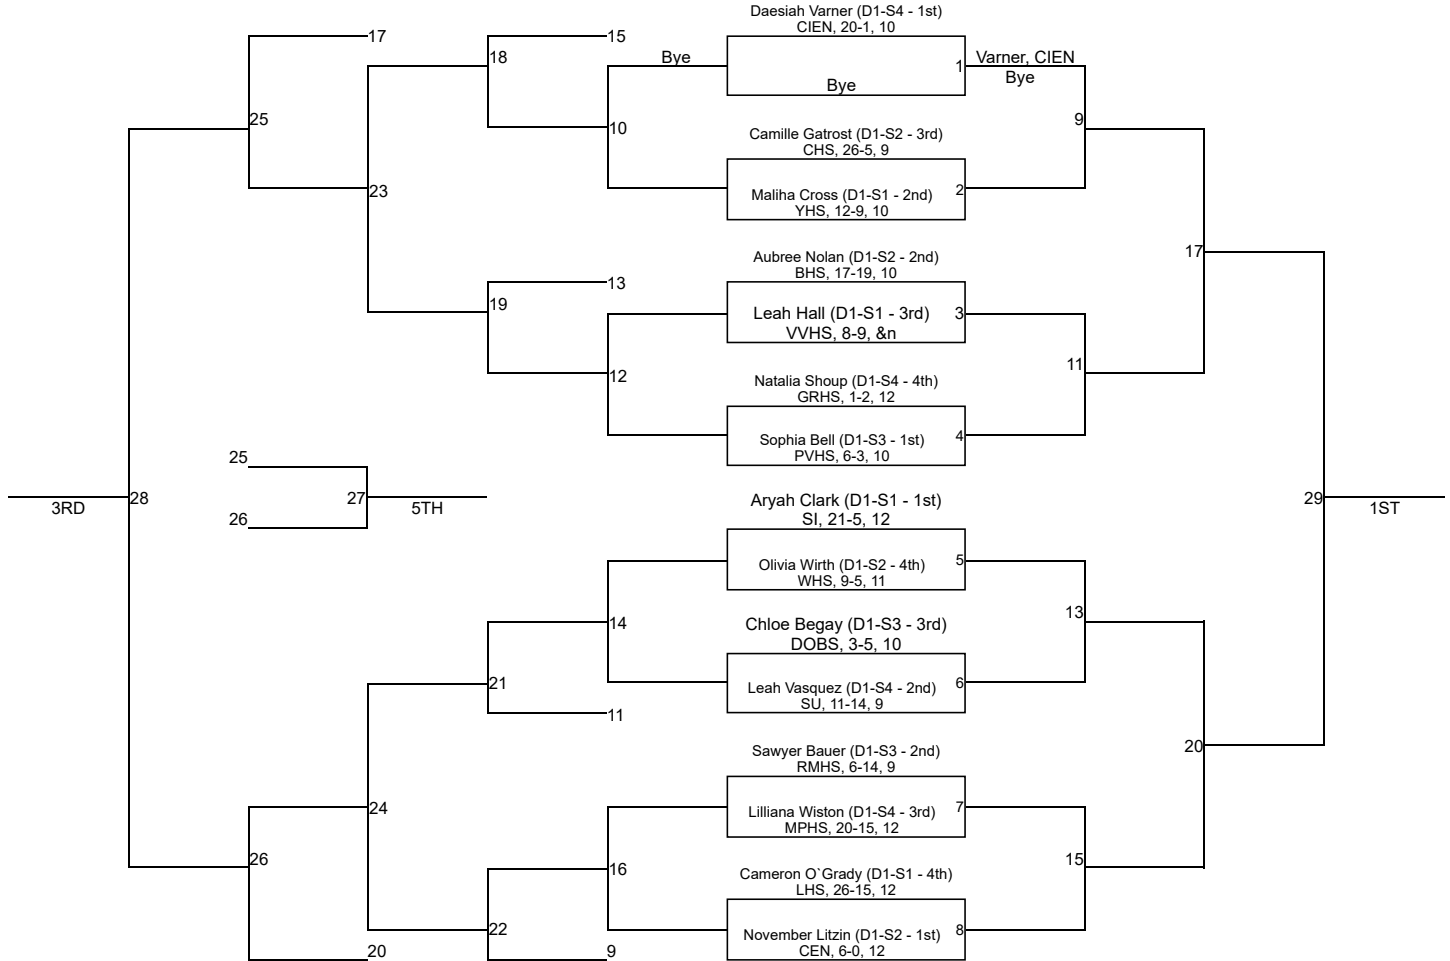 Daesiah Varner (D1-S4 - 1st)
CIEN, 20-1, 10
17
15
18
Bye
1
Varner, CIEN
Bye
Bye
25
10
9
Camille Gatrost (D1-S2 - 3rd)
CHS, 26-5, 9
23
Maliha Cross (D1-S1 - 2nd)
2
YHS, 12-9, 10
17
Aubree Nolan (D1-S2 - 2nd)
BHS, 17-19, 10
13
19
Leah Hall (D1-S1 - 3rd)
3
VVHS, 8-9, &n
11
12
Natalia Shoup (D1-S4 - 4th)
GRHS, 1-2, 12
Sophia Bell (D1-S3 - 1st)
4
PVHS, 6-3, 10
25
28
3RD
27
5TH
29
1ST
26
Aryah Clark (D1-S1 - 1st)
SI, 21-5, 12
Olivia Wirth (D1-S2 - 4th)
5
WHS, 9-5, 11
14
13
Chloe Begay (D1-S3 - 3rd)
DOBS, 3-5, 10
21
Leah Vasquez (D1-S4 - 2nd)
6
SU, 11-14, 9
11
20
Sawyer Bauer (D1-S3 - 2nd)
RMHS, 6-14, 9
24
Lilliana Wiston (D1-S4 - 3rd)
7
MPHS, 20-15, 12
26
16
15
Cameron O`Grady (D1-S1 - 4th)
LHS, 26-15, 12
22
November Litzin (D1-S2 - 1st)
8
CEN, 6-0, 12
20
9